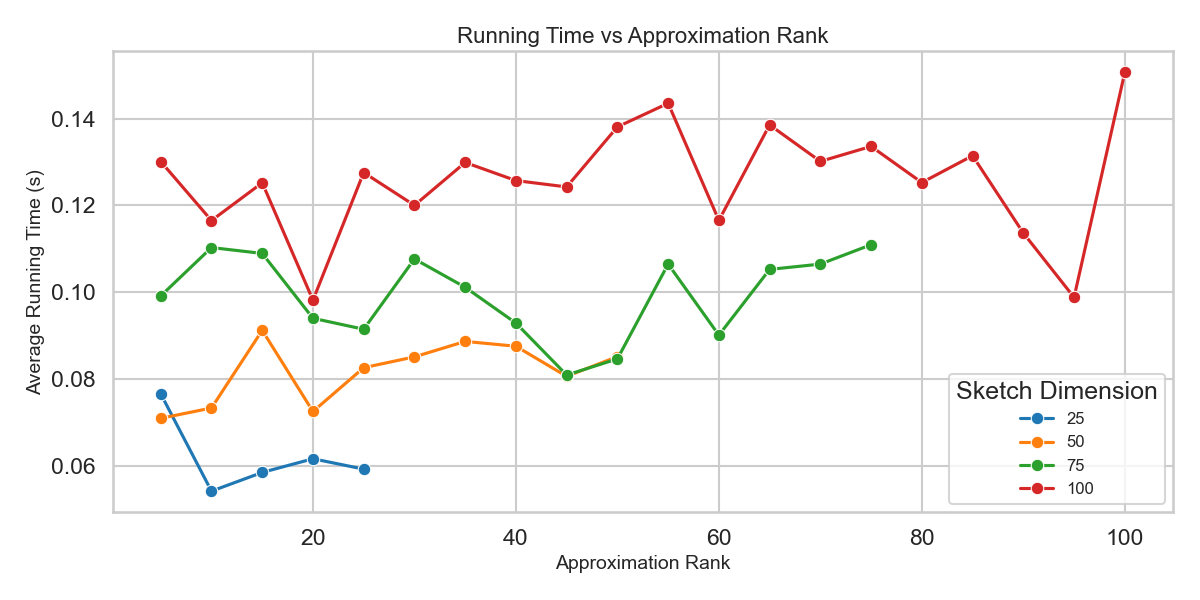 Running Time vs Approximation Rank
Average Running Time (s)
0.14
0.12
0.10
0.08
0.06
20 40 60 80 100
Approximation Rank
Sketch Dimension
25
50
75
100